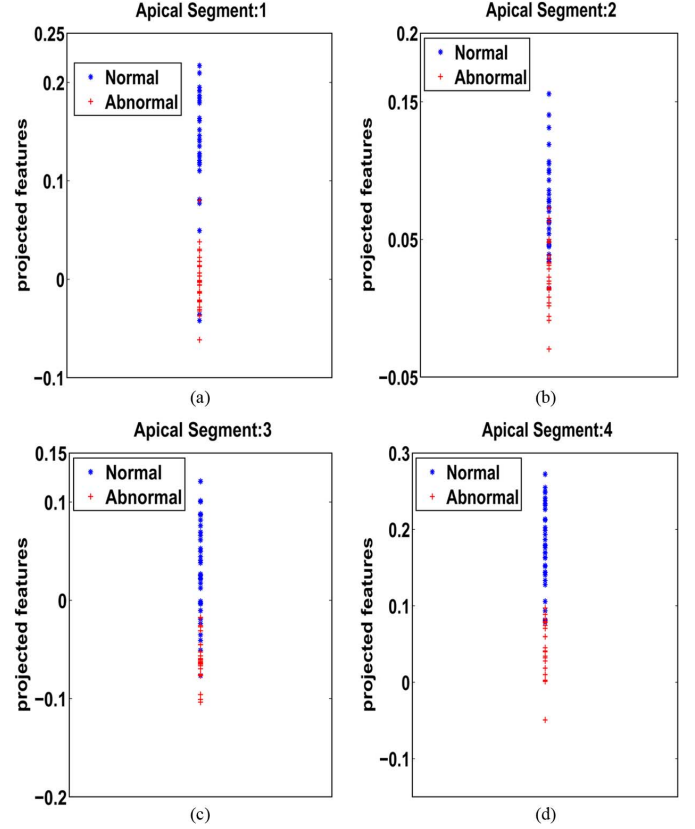 Apical Segment:1
0.25
0.2
0.1
0
−0.1
projected features
Normal
Abnormal
(a)
Apical Segment:2
0.2
0.15
0.05
−0.05
projected features
Normal
Abnormal
(b)
Apical Segment:3
0.15
0.1
0
−0.1
−0.2
projected features
Normal
Abnormal
(c)
Apical Segment:4
0.3
0.2
0.1
0
−0.1
projected features
Normal
Abnormal
(d)